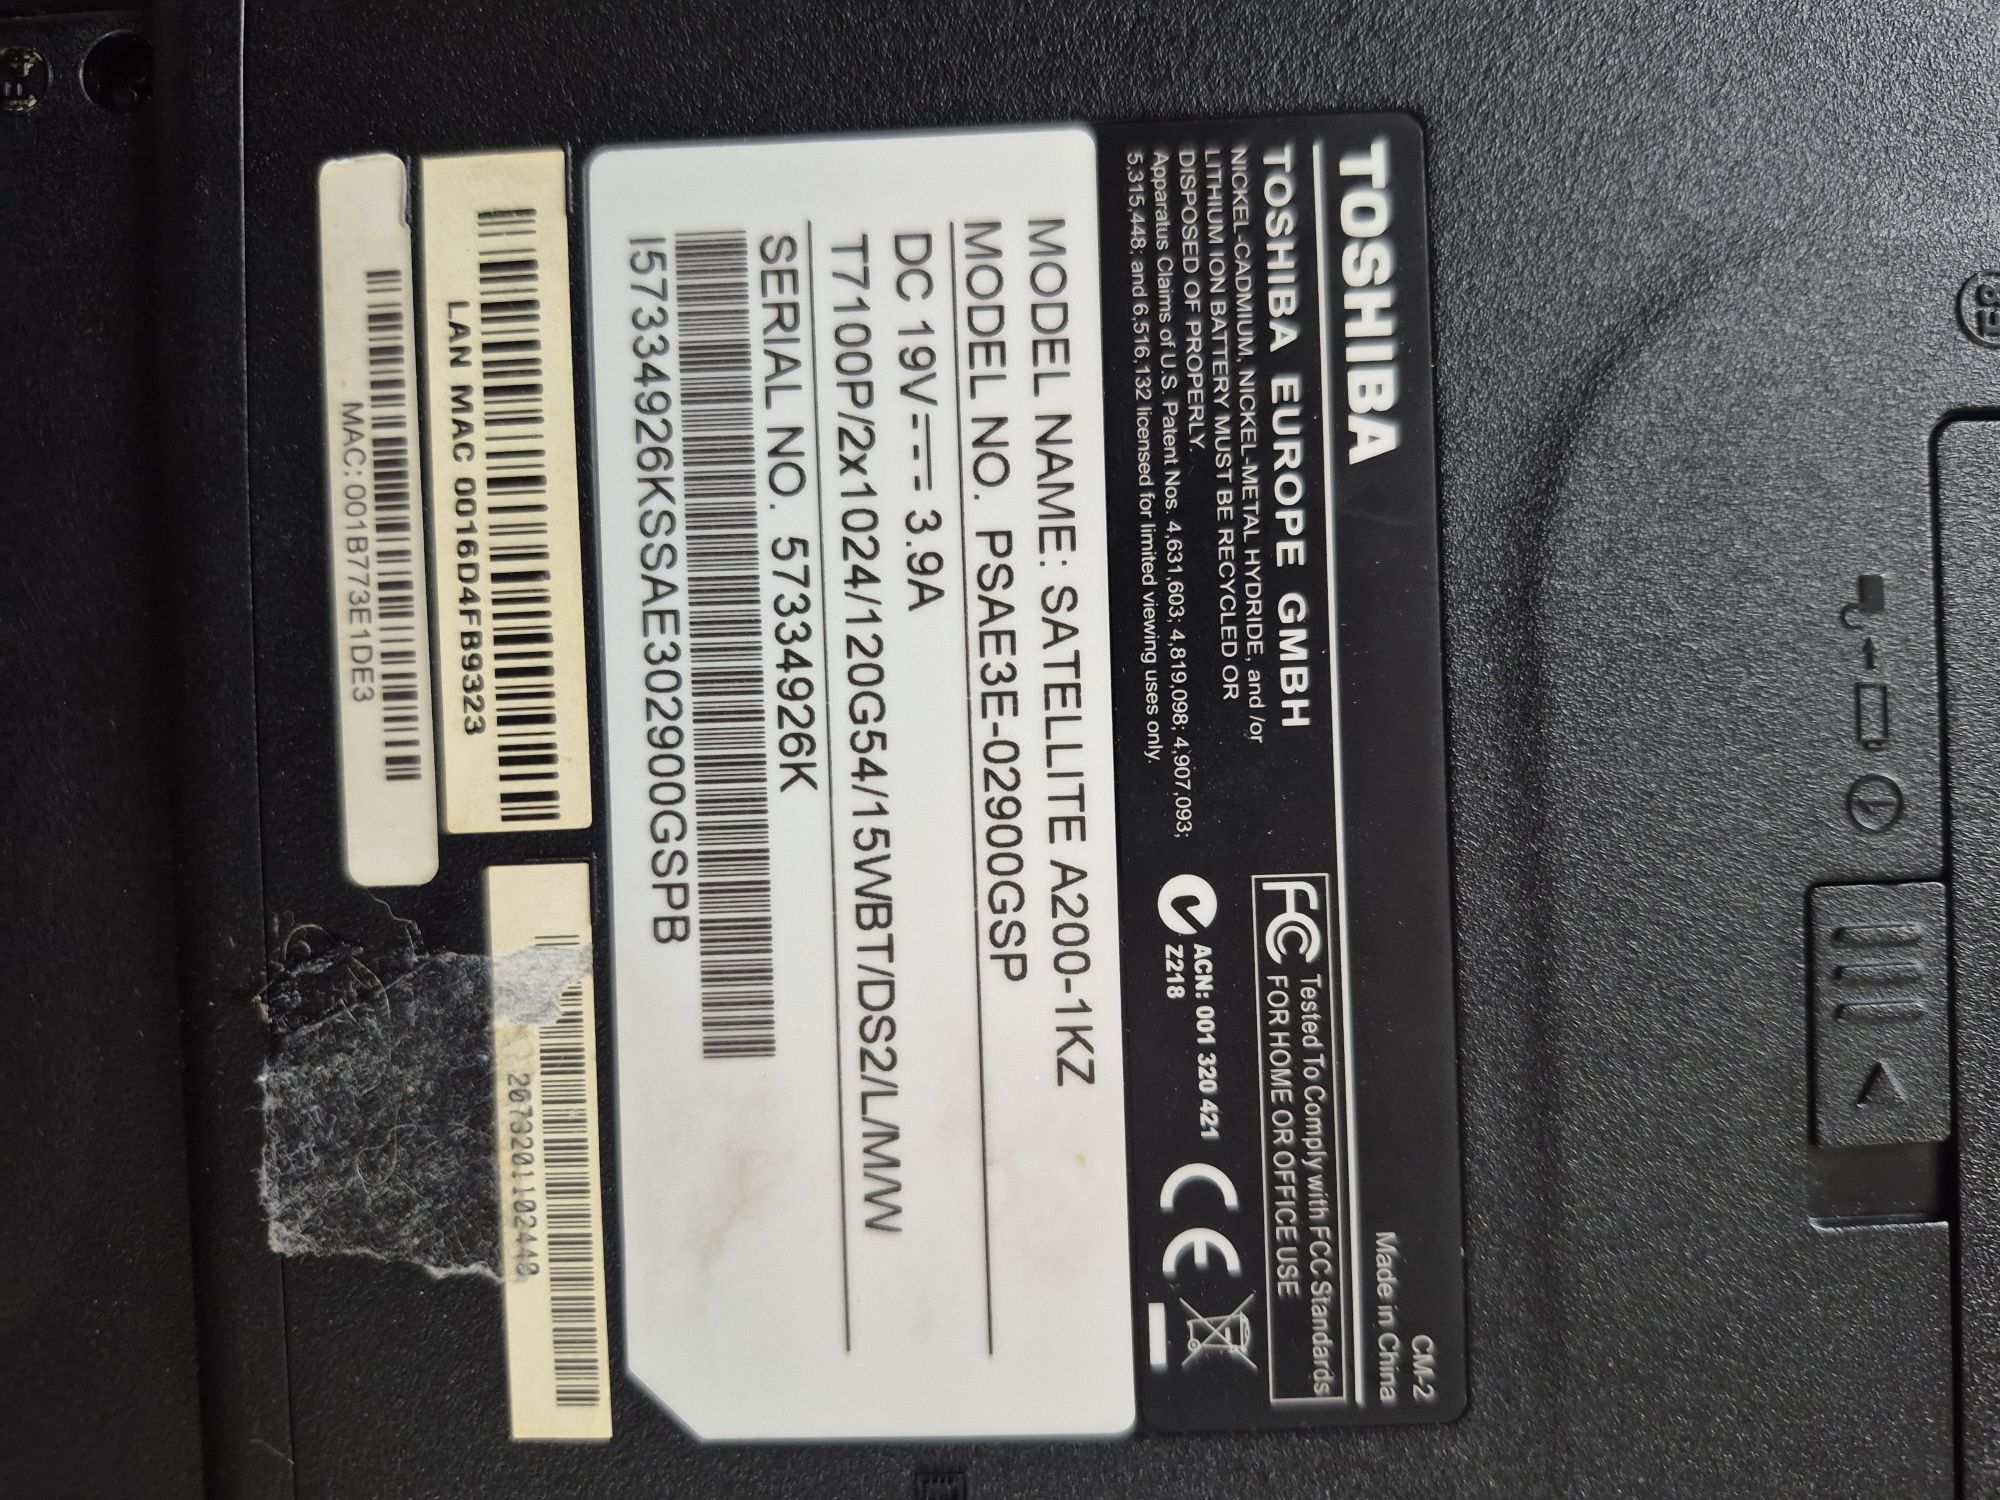 CM-2
TOSHIBA
Made in China
TOSHIBA EUROPE GMBH
NICKEL-CADMIUM, NICKEL-METAL HYDRIDE, and /or
LITHIUM ION BATTERY MUST BE RECYCLED OR
DISPOSED OF PROPERLY.
Apparatus Claims of U.S. Patent Nos. 4,631,603; 4,819,098; 4,907,093;
5,315,448; and 6,516,132 licensed for limited viewing uses only.
FC Tested To Comply with FCC Standards
FOR HOME OR OFFICE USE
ACN: 001 320 421
Z218
CE
MODEL NAME: SATELLITE A200-1KZ
MODEL NO. PSAE3E-02900GSP
DC 19V 3.9A
T7100P/2x1024/120G54/15WBT/DS2/L/M/W
SERIAL NO. 57334926K
I57334926KSSAE302900GSPB
LAN MAC 0016D4FB9323
2073201102440
MAC: 001B773E1DE3